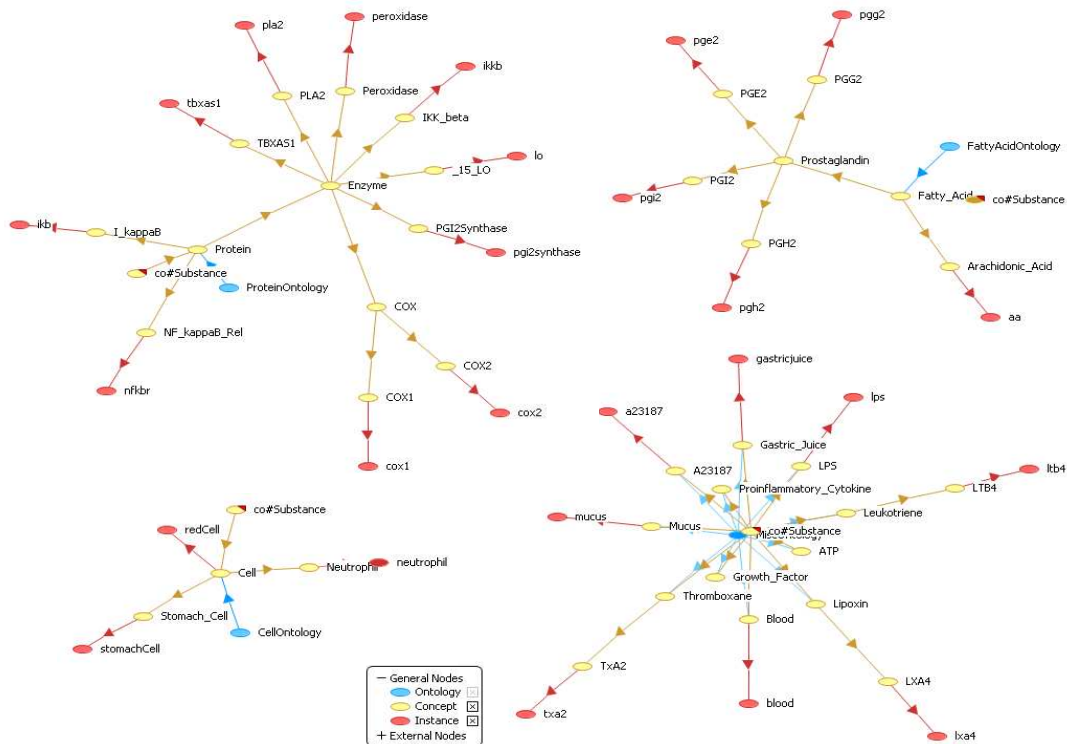 pla2
peroxidase
ikkb
PLA2
Peroxidase
tbxas1
IKK_beta
TBXAS1
lo
_15_LO
Enzyme
ikb
I_kappaB
PGI2Synthase
Protein
pgi2synthase
co#Substance
ProteinOntology
COX
NF_kappaB_Rel
COX2
nfkbr
COX1
cox2
cox1
pgg2
pge2
PGG2
PGE2
FattyAcidOntology
Prostaglandin
PGI2
pgi2
Fatty_Acid
co#Substance
PGH2
Arachidonic_Acid
pgh2
aa
co#Substance
redCell
Cell
Neutrophil
neutrophil
Stomach_Cell
CellOntology
stomachCell
gastricjuice
a23187
lps
Gastric_Juice
A23187
LPS
ltb4
Proinflammatory_Cytokine
LTB4
mucus
Mucus
Leukotriene
co#Substance
MiscOntology
ATP
Growth_Factor
Thromboxane
Lipoxin
Blood
TxA2
LXA4
txa2
blood
lxa4
− General Nodes
Ontology
Concept
Instance
+ External Nodes